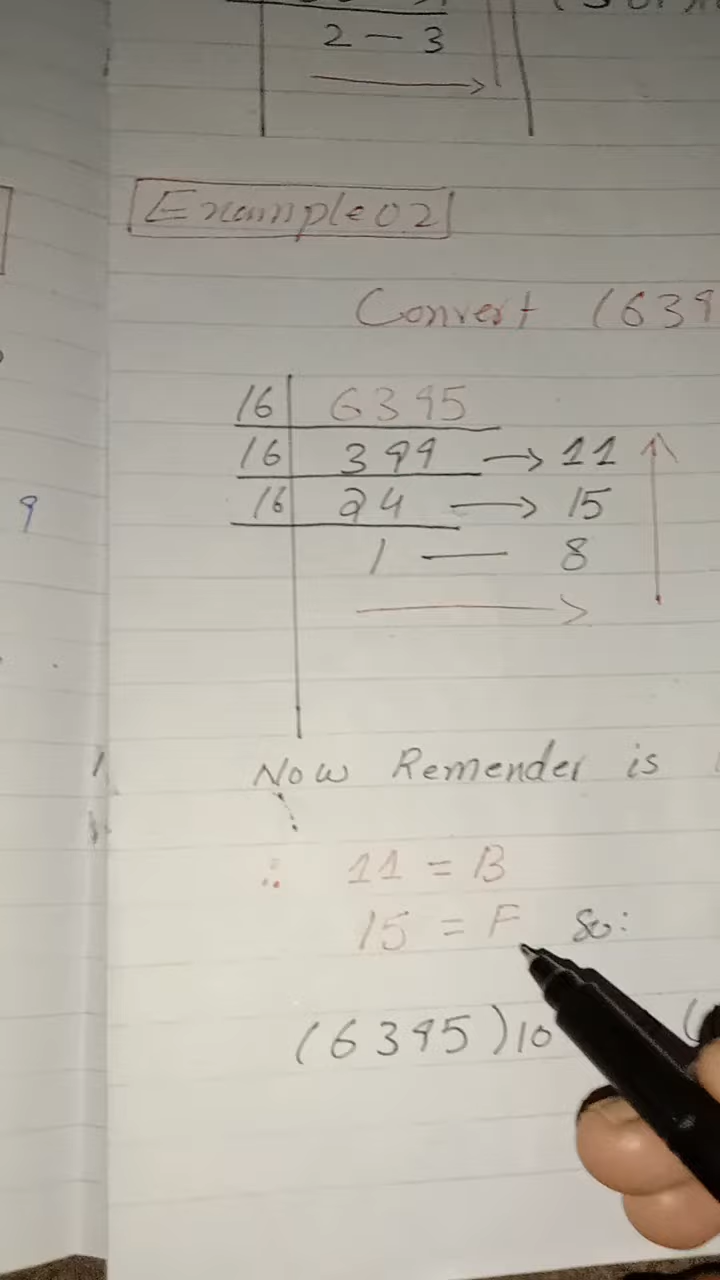 2 — 3
Example 02
Convert (639
16 | 6395
16 | 399 → 11
16 | 24 → 15
1 — 8
9
Now Remender is
∴ 11 = B
15 = F so:
(6395)10